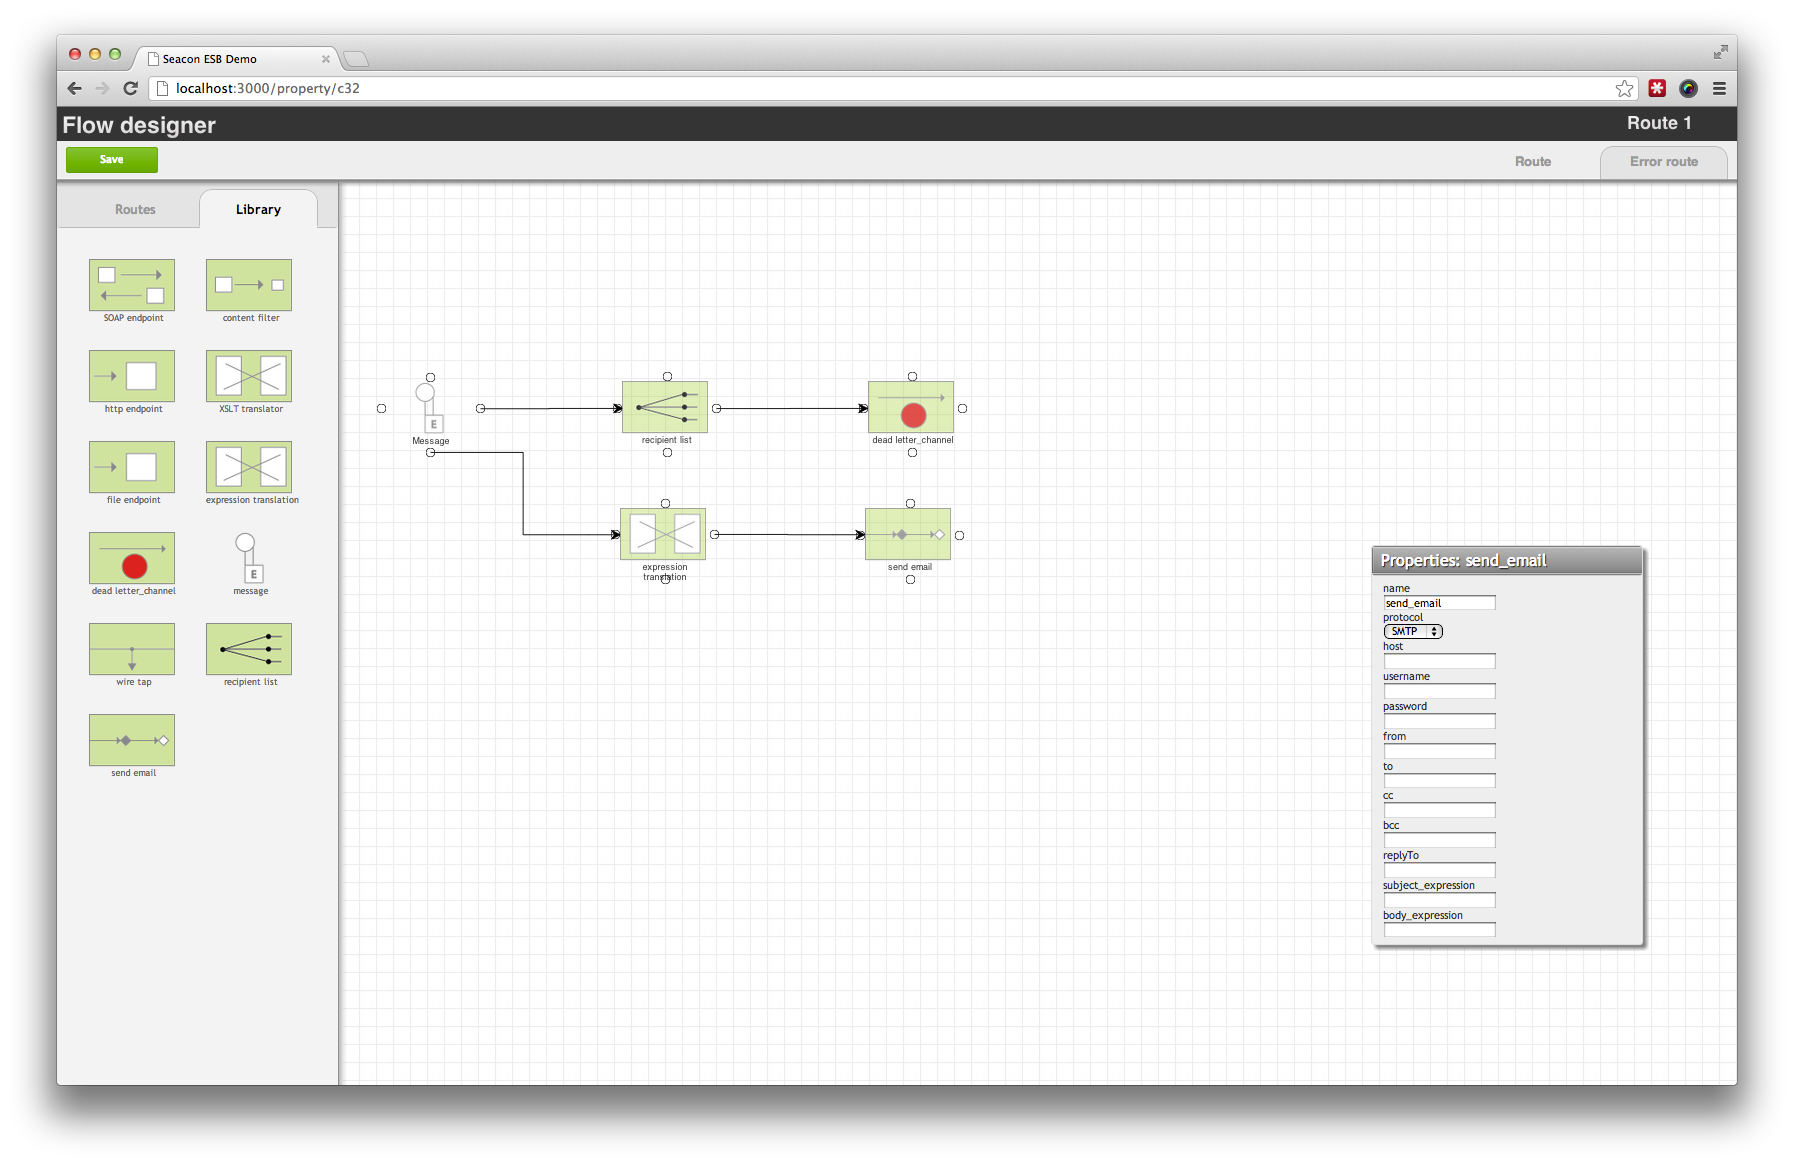 Seacon ESB Demo
localhost:3000/property/c32
Flow designer
Route 1
Save
Route
Error route
Routes
Library
SOAP endpoint
content filter
http endpoint
XSLT translator
file endpoint
expression translation
dead letter_channel
E
message
wire tap
recipient list
send email
E
Message
recipient list
dead letter_channel
expression
translation
send email
Properties: send_email
name
send_email
protocol
SMTP
host
username
password
from
to
cc
bcc
replyTo
subject_expression
body_expression